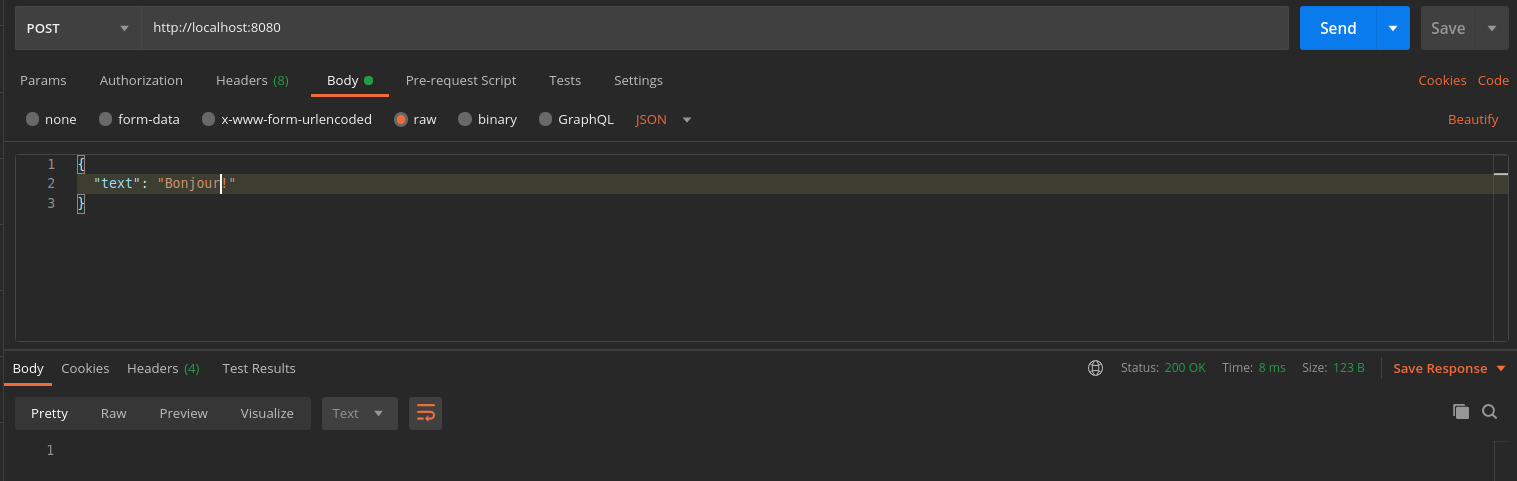 POST http://localhost:8080 Send Save
Params Authorization Headers (8) Body Pre-request Script Tests Settings Cookies Code
none form-data x-www-form-urlencoded raw binary GraphQL JSON Beautify
1 {
2 "text": "Bonjour!"
3 }
Body Cookies Headers (4) Test Results Status: 200 OK Time: 8 ms Size: 123 B Save Response
Pretty Raw Preview Visualize Text
1